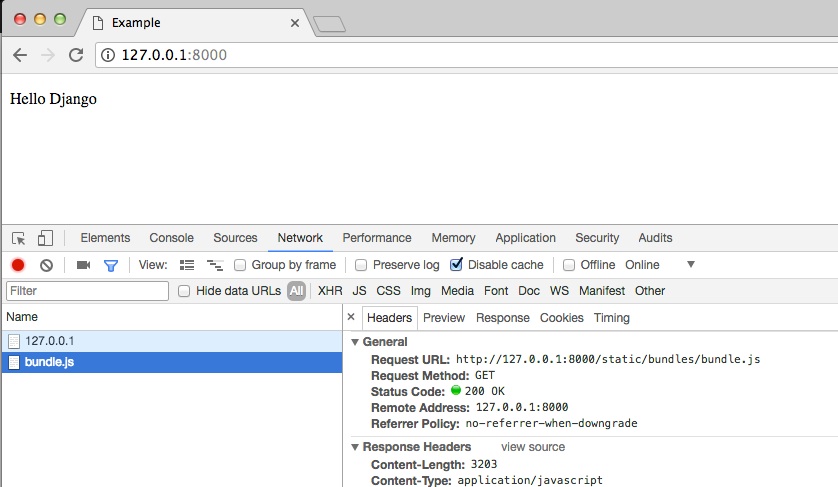 Example
127.0.0.1:8000
Hello Django
Elements Console Sources Network Performance Memory Application Security Audits
View: Group by frame Preserve log Disable cache Offline Online
Filter Hide data URLs All XHR JS CSS Img Media Font Doc WS Manifest Other
Name Headers Preview Response Cookies Timing
127.0.0.1
bundle.js
General
Request URL: http://127.0.0.1:8000/static/bundles/bundle.js
Request Method: GET
Status Code: 200 OK
Remote Address: 127.0.0.1:8000
Referrer Policy: no-referrer-when-downgrade
Response Headers view source
Content-Length: 3203
Content-Type: application/javascript